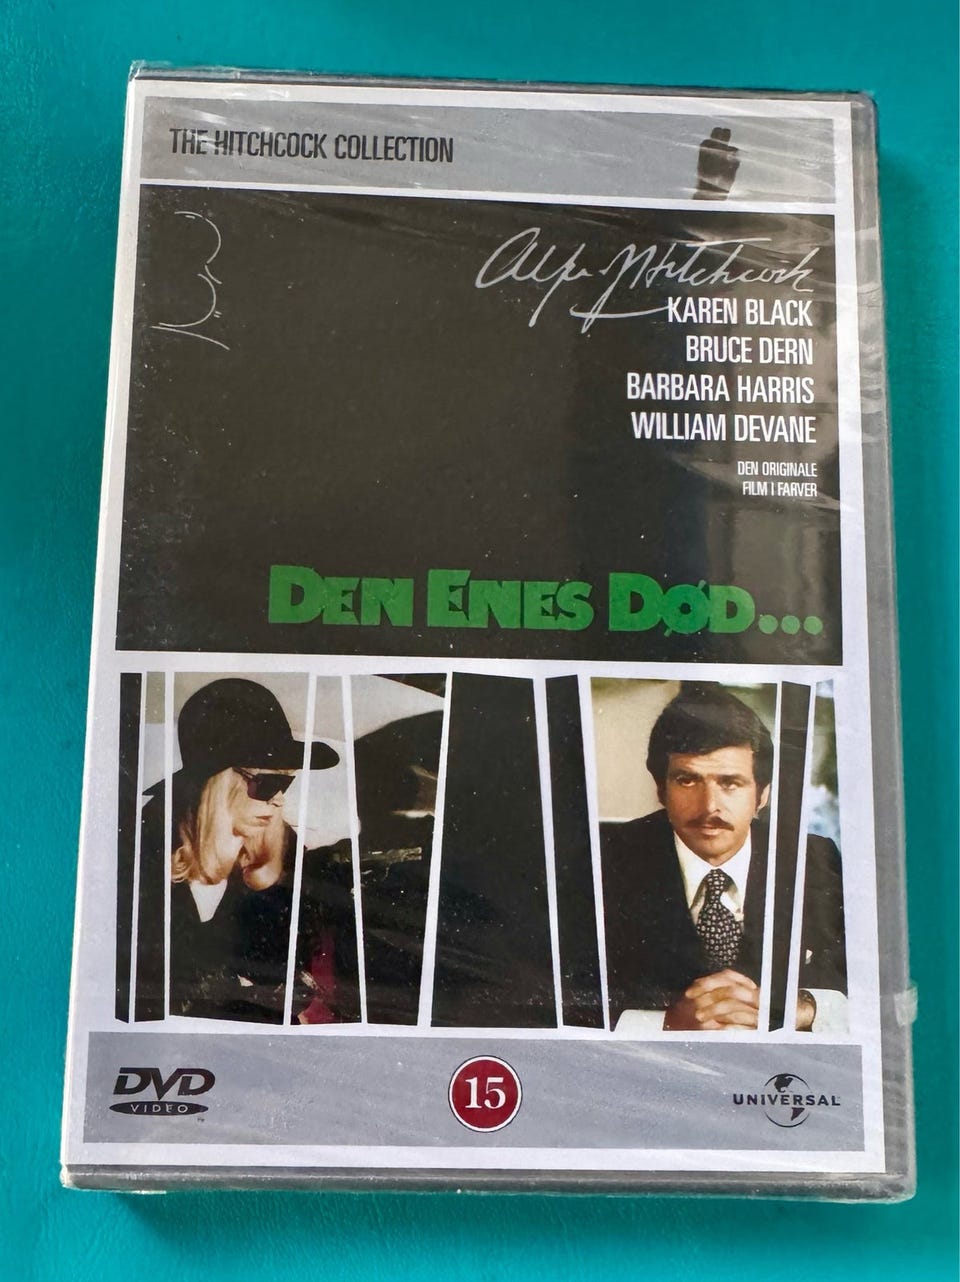 THE HITCHCOCK COLLECTION
Alfred Hitchcock
KAREN BLACK
BRUCE DERN
BARBARA HARRIS
WILLIAM DEVANE
DEN ORIGINALE
FILM I FARVER
DEN ENES DØD...
DVD
VIDEO
15
UNIVERSAL